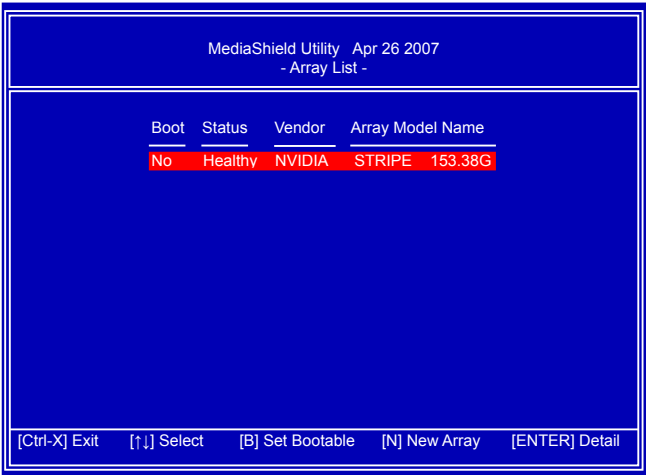 MediaShield Utility Apr 26 2007
- Array List -
Boot Status Vendor Array Model Name
No Healthy NVIDIA STRIPE 153.38G
[Ctrl-X] Exit [↑↓] Select [B] Set Bootable [N] New Array [ENTER] Detail